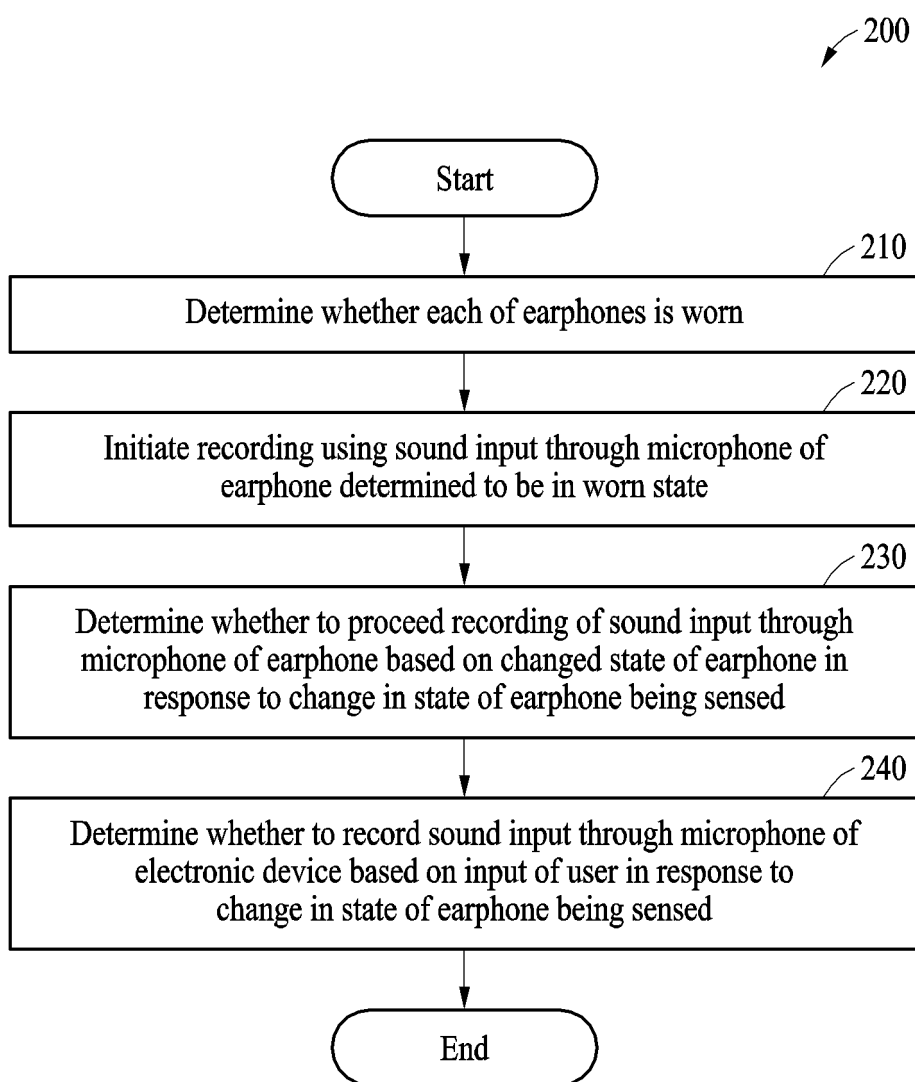 200
Start
210
Determine whether each of earphones is worn
220
Initiate recording using sound input through microphone of
earphone determined to be in worn state
230
Determine whether to proceed recording of sound input through
microphone of earphone based on changed state of earphone in
response to change in state of earphone being sensed
240
Determine whether to record sound input through microphone of
electronic device based on input of user in response to
change in state of earphone being sensed
End